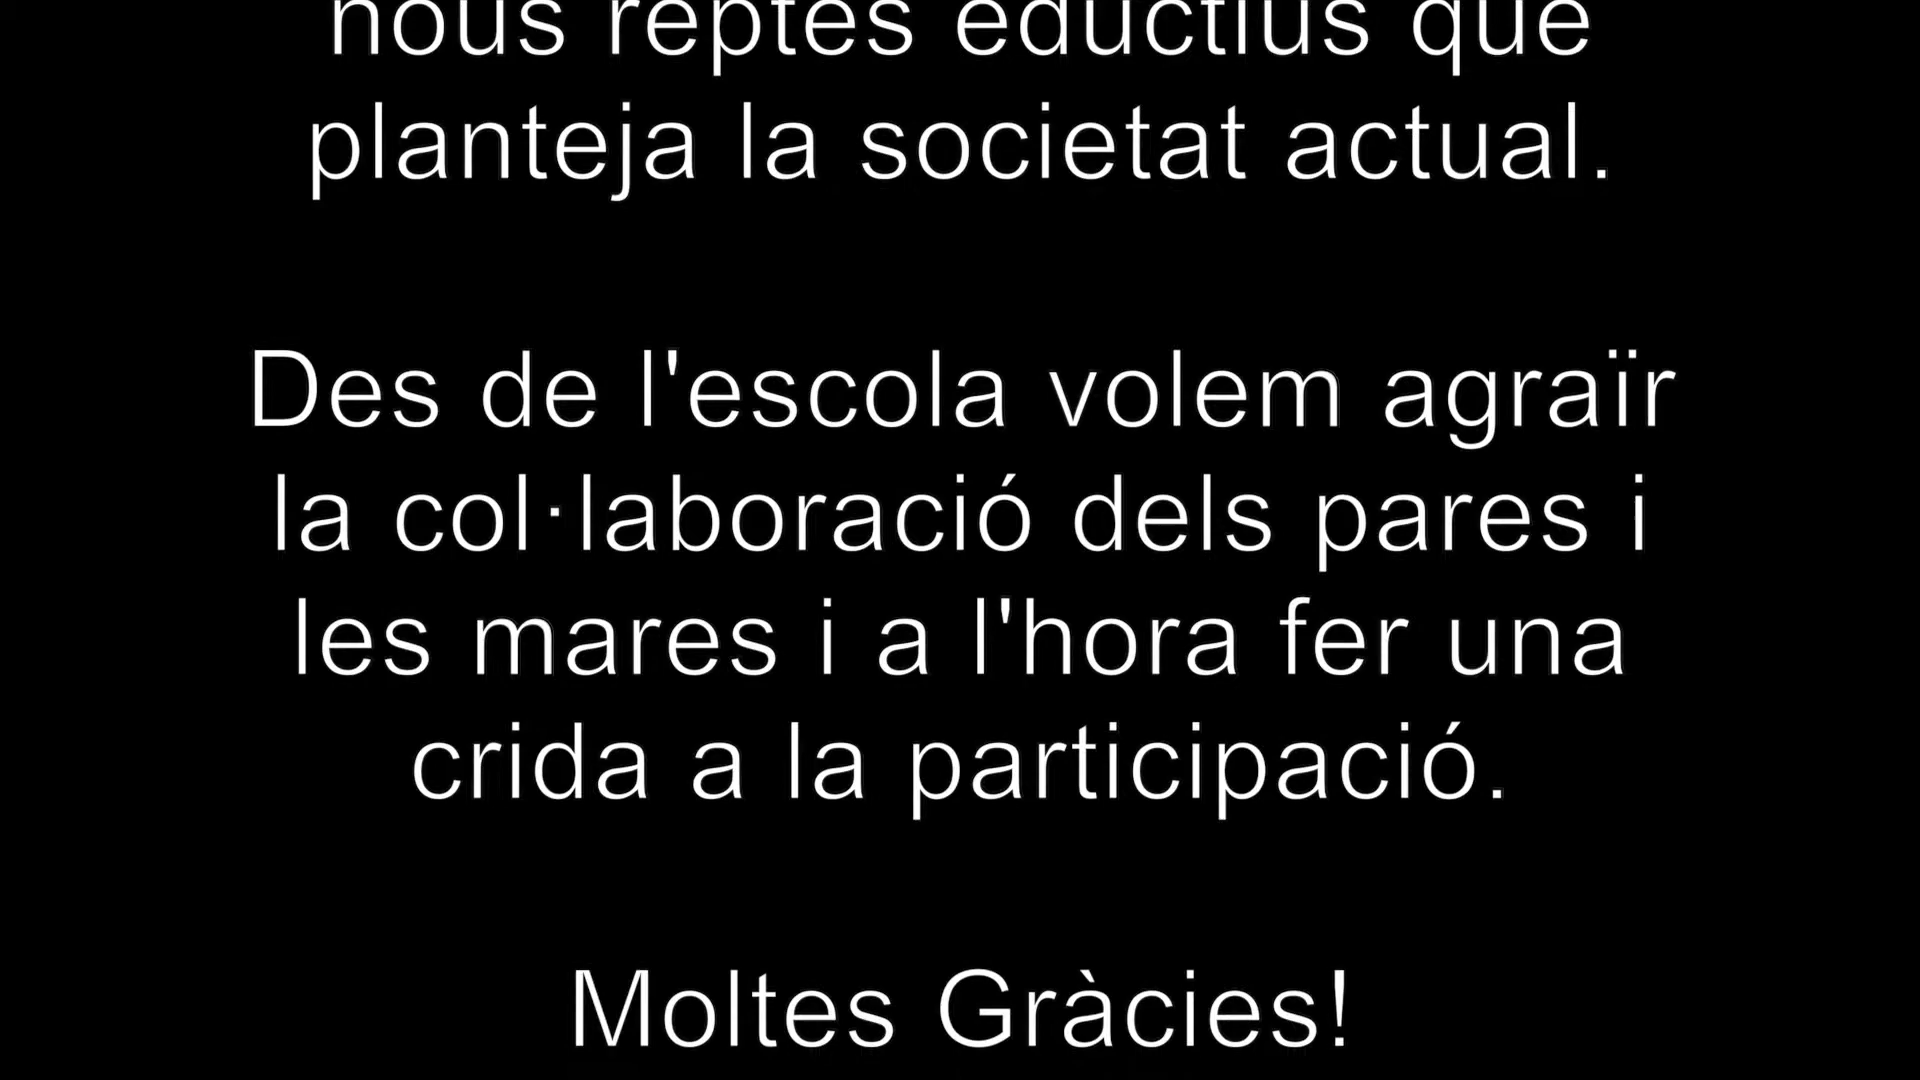 nous reptes eductius que
planteja la societat actual.
Des de l'escola volem agraïr
la col·laboració dels pares i
les mares i a l'hora fer una
crida a la participació.
Moltes Gràcies!